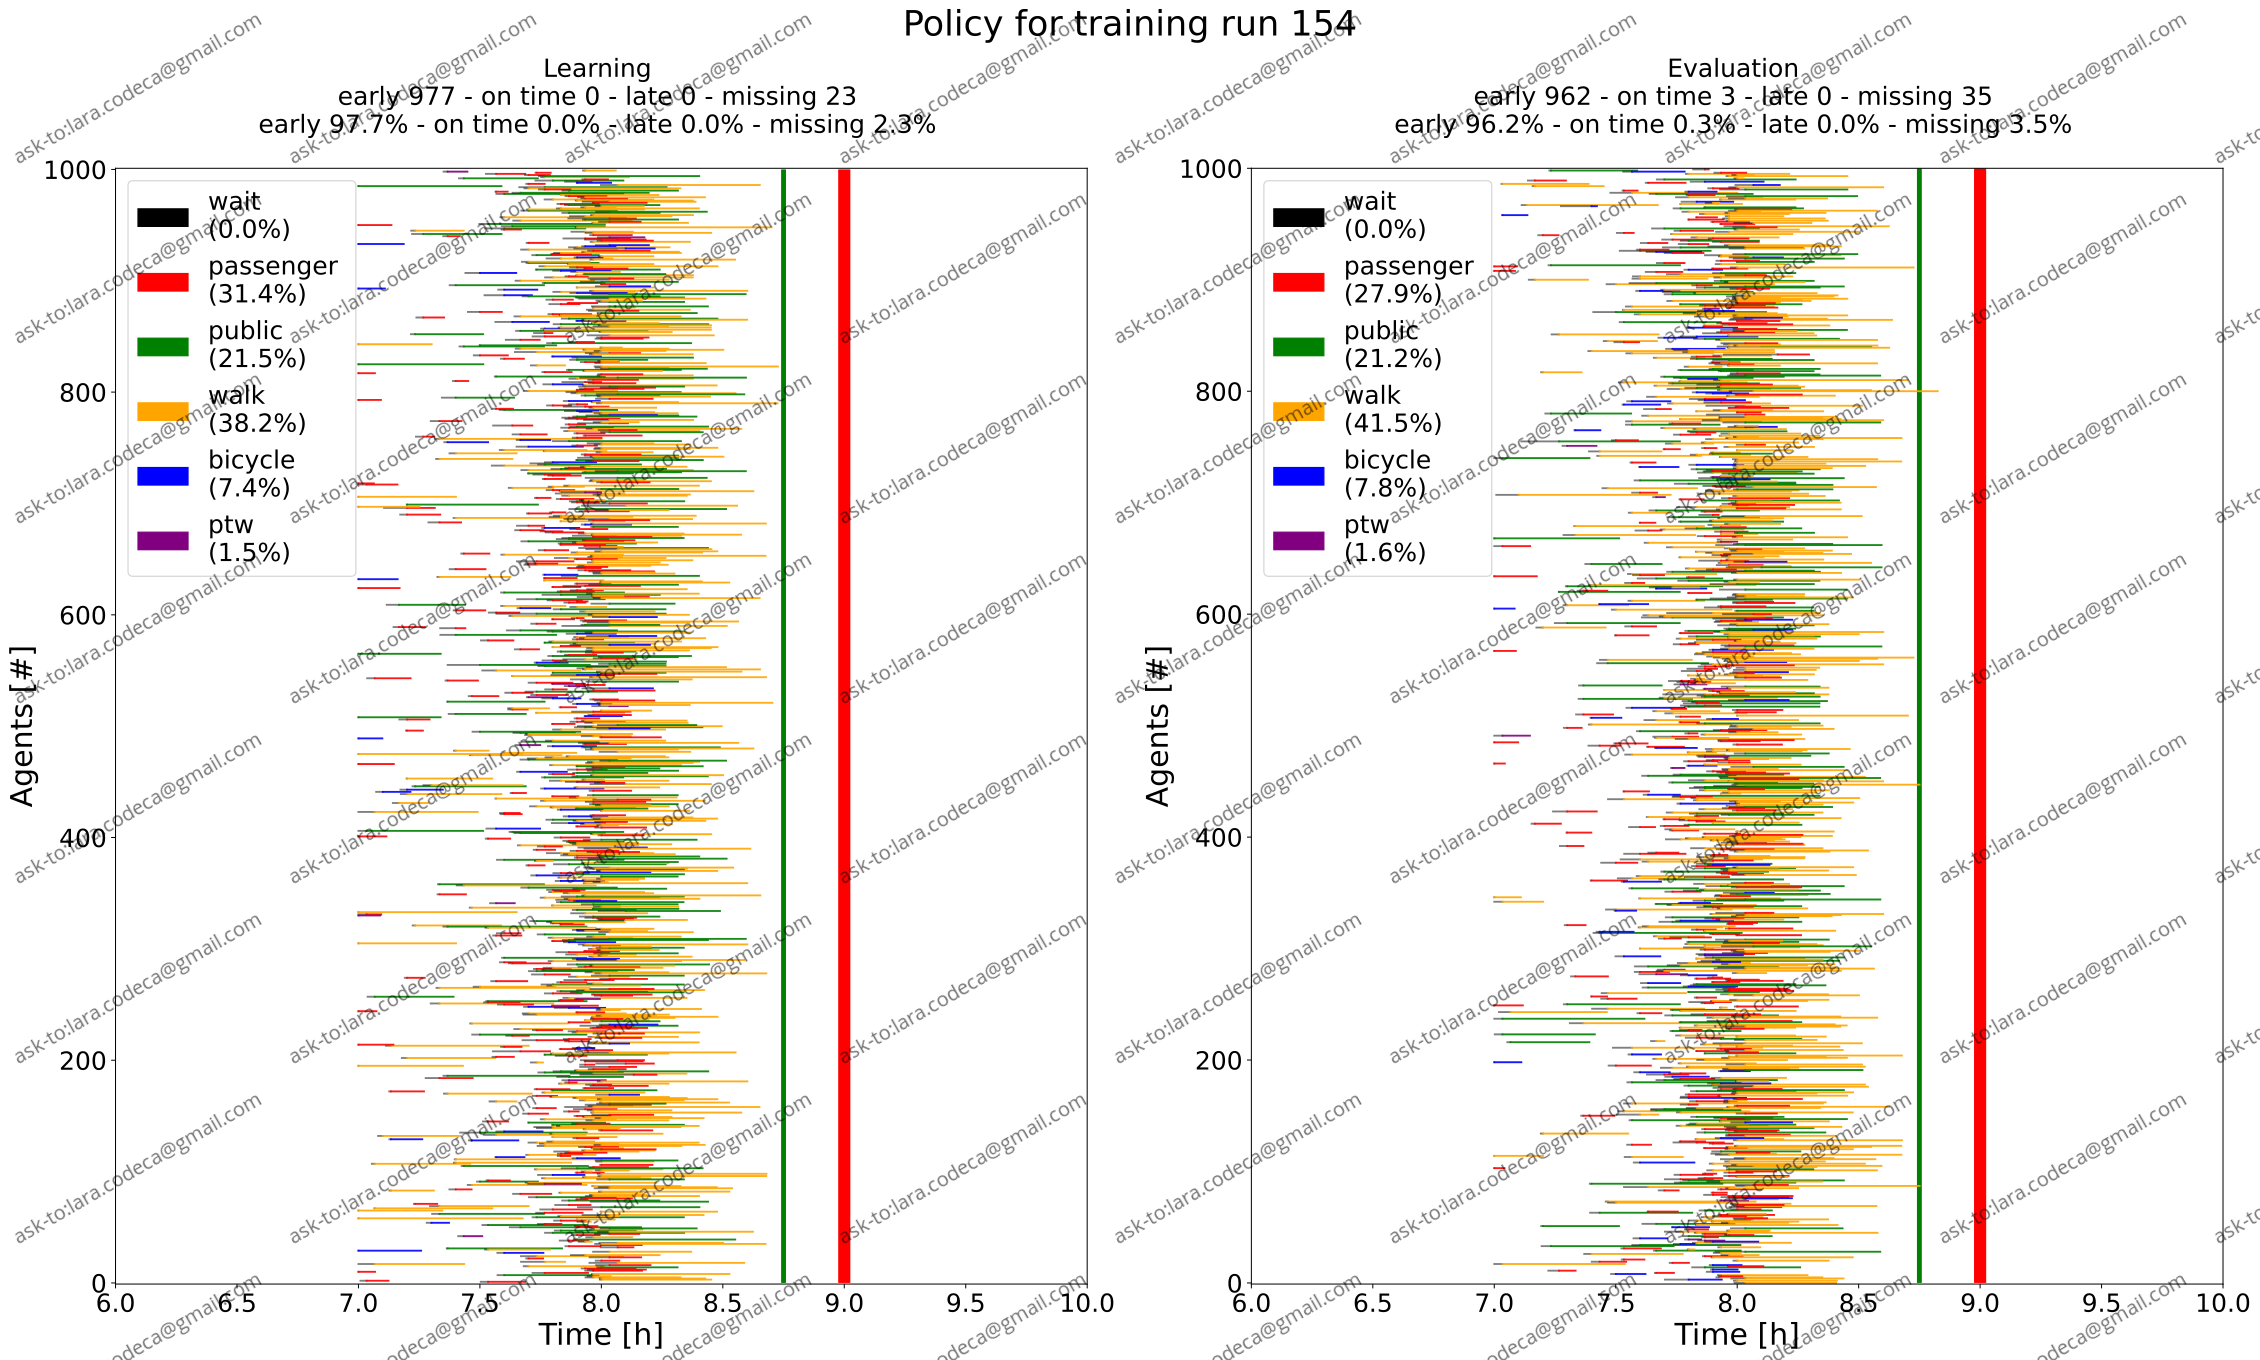 Policy for training run 154
Learning
early 977 - on time 0 - late 0 - missing 23
early 97.7% - on time 0.0% - late 0.0% - missing 2.3%
1000
800
600
400
200
0
Agents [#]
wait
(0.0%)
passenger
(31.4%)
public
(21.5%)
walk
(38.2%)
bicycle
(7.4%)
ptw
(1.5%)
6.0 6.5 7.0 7.5 8.0 8.5 9.0 9.5 10.0
Time [h]
Evaluation
early 962 - on time 3 - late 0 - missing 35
early 96.2% - on time 0.3% - late 0.0% - missing 3.5%
1000
800
600
400
200
0
Agents [#]
wait
(0.0%)
passenger
(27.9%)
public
(21.2%)
walk
(41.5%)
bicycle
(7.8%)
ptw
(1.6%)
6.0 6.5 7.0 7.5 8.0 8.5 9.0 9.5 10.0
Time [h]
ask-to:lara.codeca@gmail.com